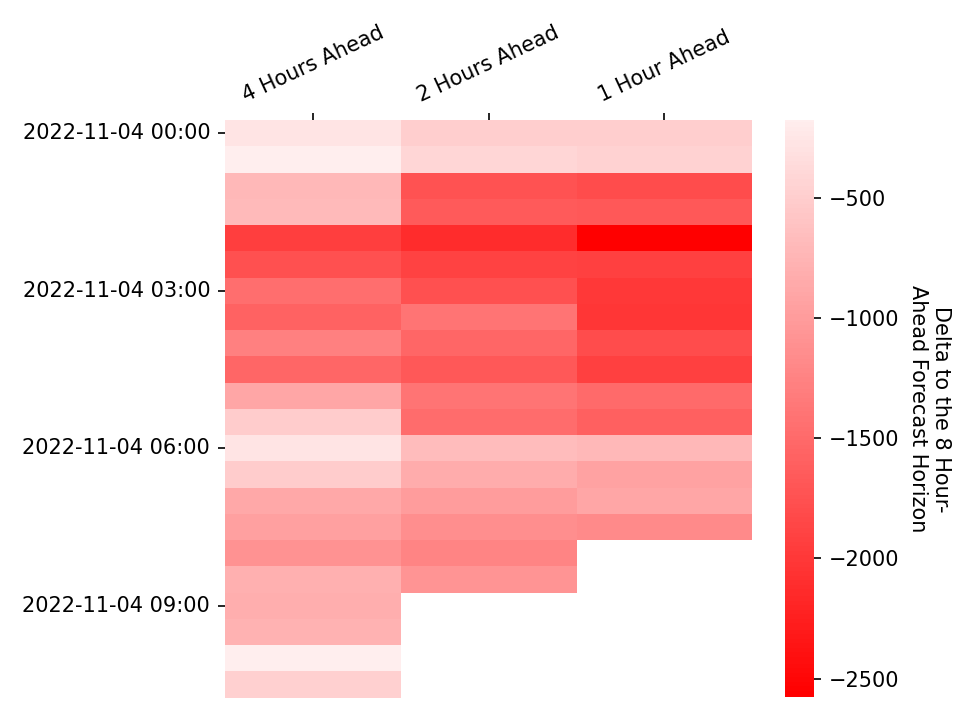 4 Hours Ahead
2 Hours Ahead
1 Hour Ahead
2022-11-04 00:00
2022-11-04 03:00
2022-11-04 06:00
2022-11-04 09:00
−500
−1000
−1500
−2000
−2500
Delta to the 8 Hour-
Ahead Forecast Horizon